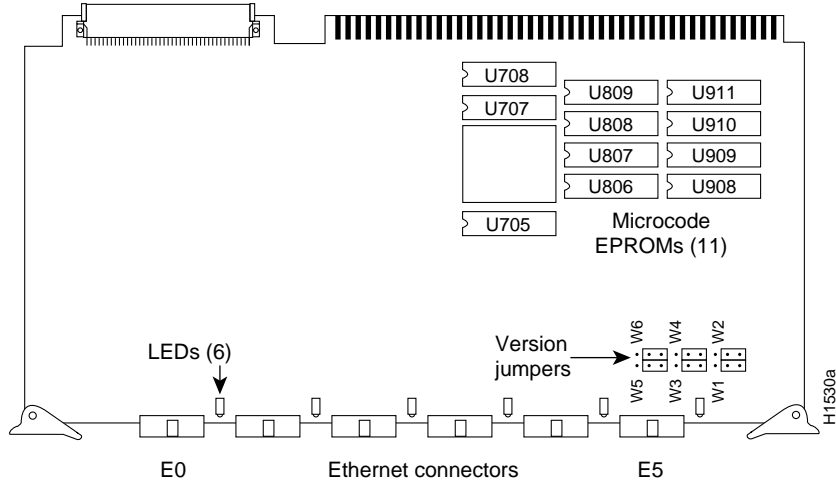 U708
U707
U705
U809
U808
U807
U806
U911
U910
U909
U908
Microcode
EPROMs (11)
LEDs (6)
Version
jumpers
W6
W4
W2
W5
W3
W1
H1530a
E0
Ethernet connectors
E5